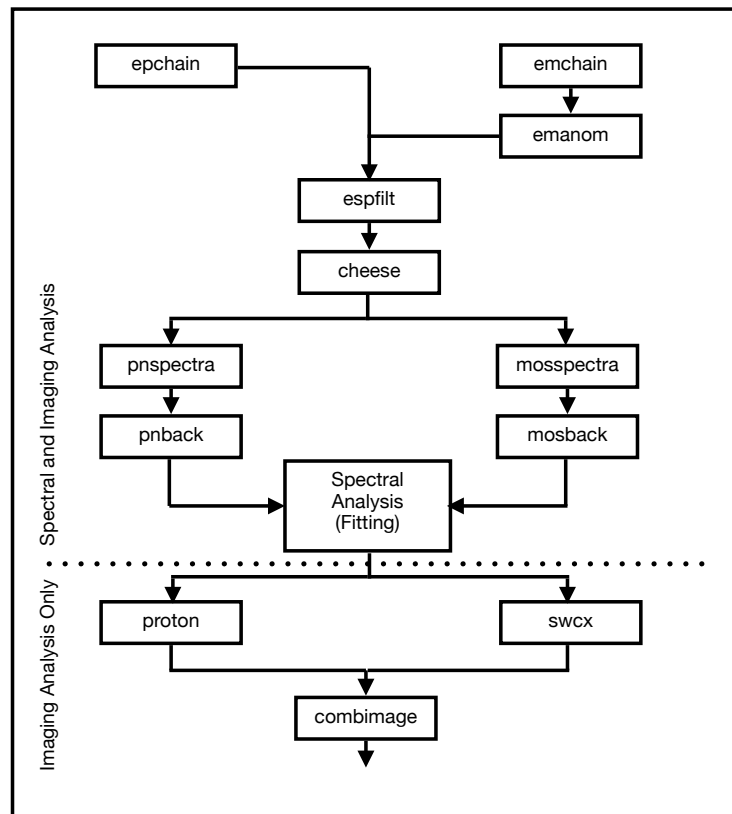 epchain
emchain
emanom
espfilt
cheese
pnspectra
mosspectra
pnback
mosback
Spectral
Analysis
(Fitting)
Spectral and Imaging Analysis
proton
swcx
combimage
Imaging Analysis Only